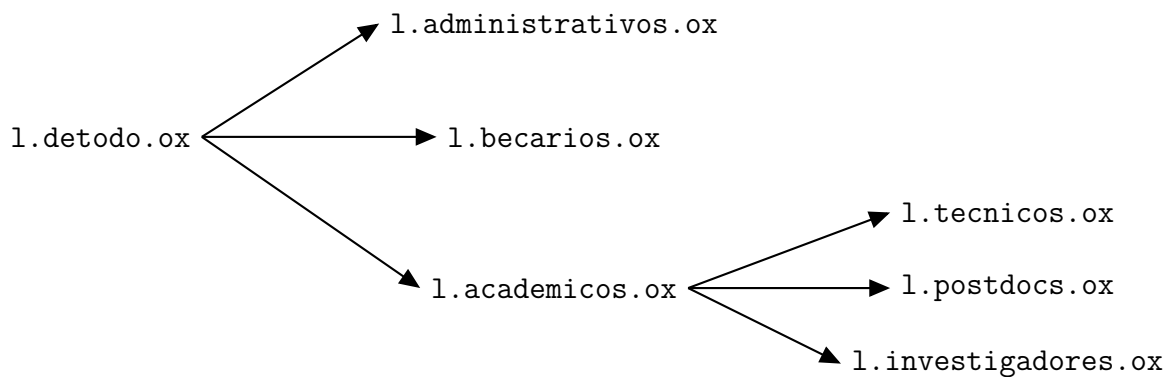 l.administrativos.ox
l.detodo.ox
l.becarios.ox
l.tecnicos.ox
l.academicos.ox
l.postdocs.ox
l.investigadores.ox